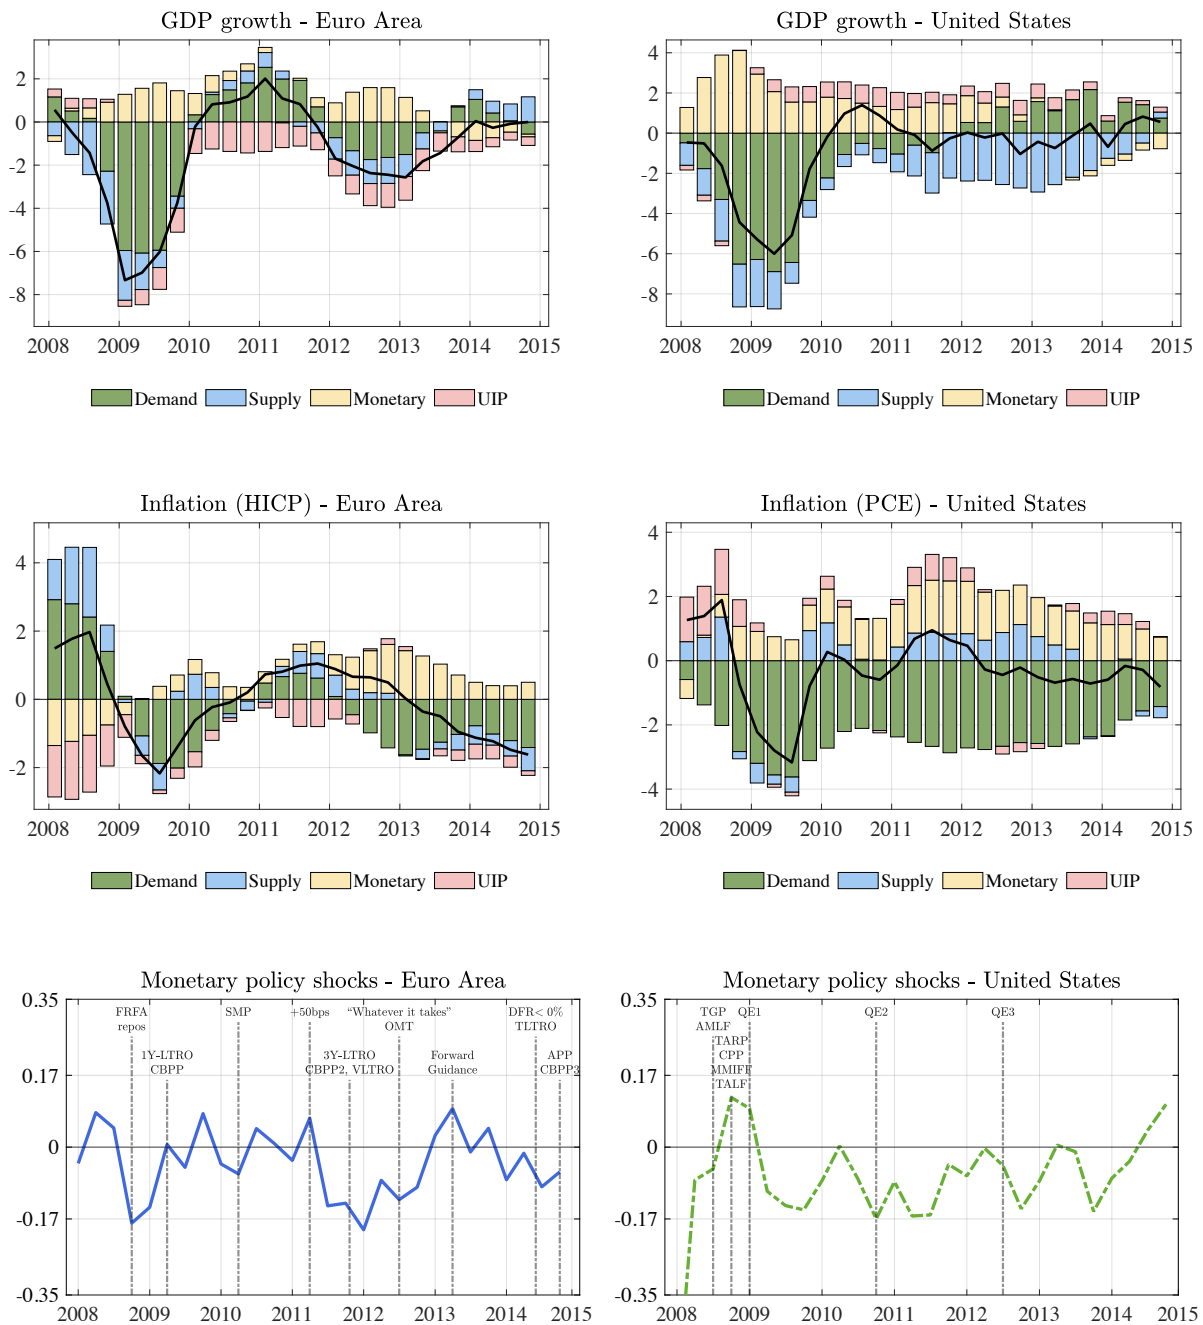 GDP growth - Euro Area
2
0
-2
-4
-6
-8
2008 2009 2010 2011 2012 2013 2014 2015
Demand Supply Monetary UIP
GDP growth - United States
4
2
0
-2
-4
-6
-8
2008 2009 2010 2011 2012 2013 2014 2015
Demand Supply Monetary UIP
Inflation (HICP) - Euro Area
4
2
0
-2
2008 2009 2010 2011 2012 2013 2014 2015
Demand Supply Monetary UIP
Inflation (PCE) - United States
4
2
0
-2
-4
2008 2009 2010 2011 2012 2013 2014 2015
Demand Supply Monetary UIP
Monetary policy shocks - Euro Area
0.35
0.17
0
-0.17
-0.35
FRFA
repos
1Y-LTRO
CBPP
SMP
+50bps
3Y-LTRO
CBPP2, VLTRO
“Whatever it takes”
OMT
Forward
Guidance
DFR< 0%
TLTRO
APP
CBPP3
2008 2009 2010 2011 2012 2013 2014 2015
Monetary policy shocks - United States
0.35
0.17
0
-0.17
-0.35
TGP
AMLF
TARP
CPP
MMIFF
TALF
QE1
QE2
QE3
2008 2009 2010 2011 2012 2013 2014 2015